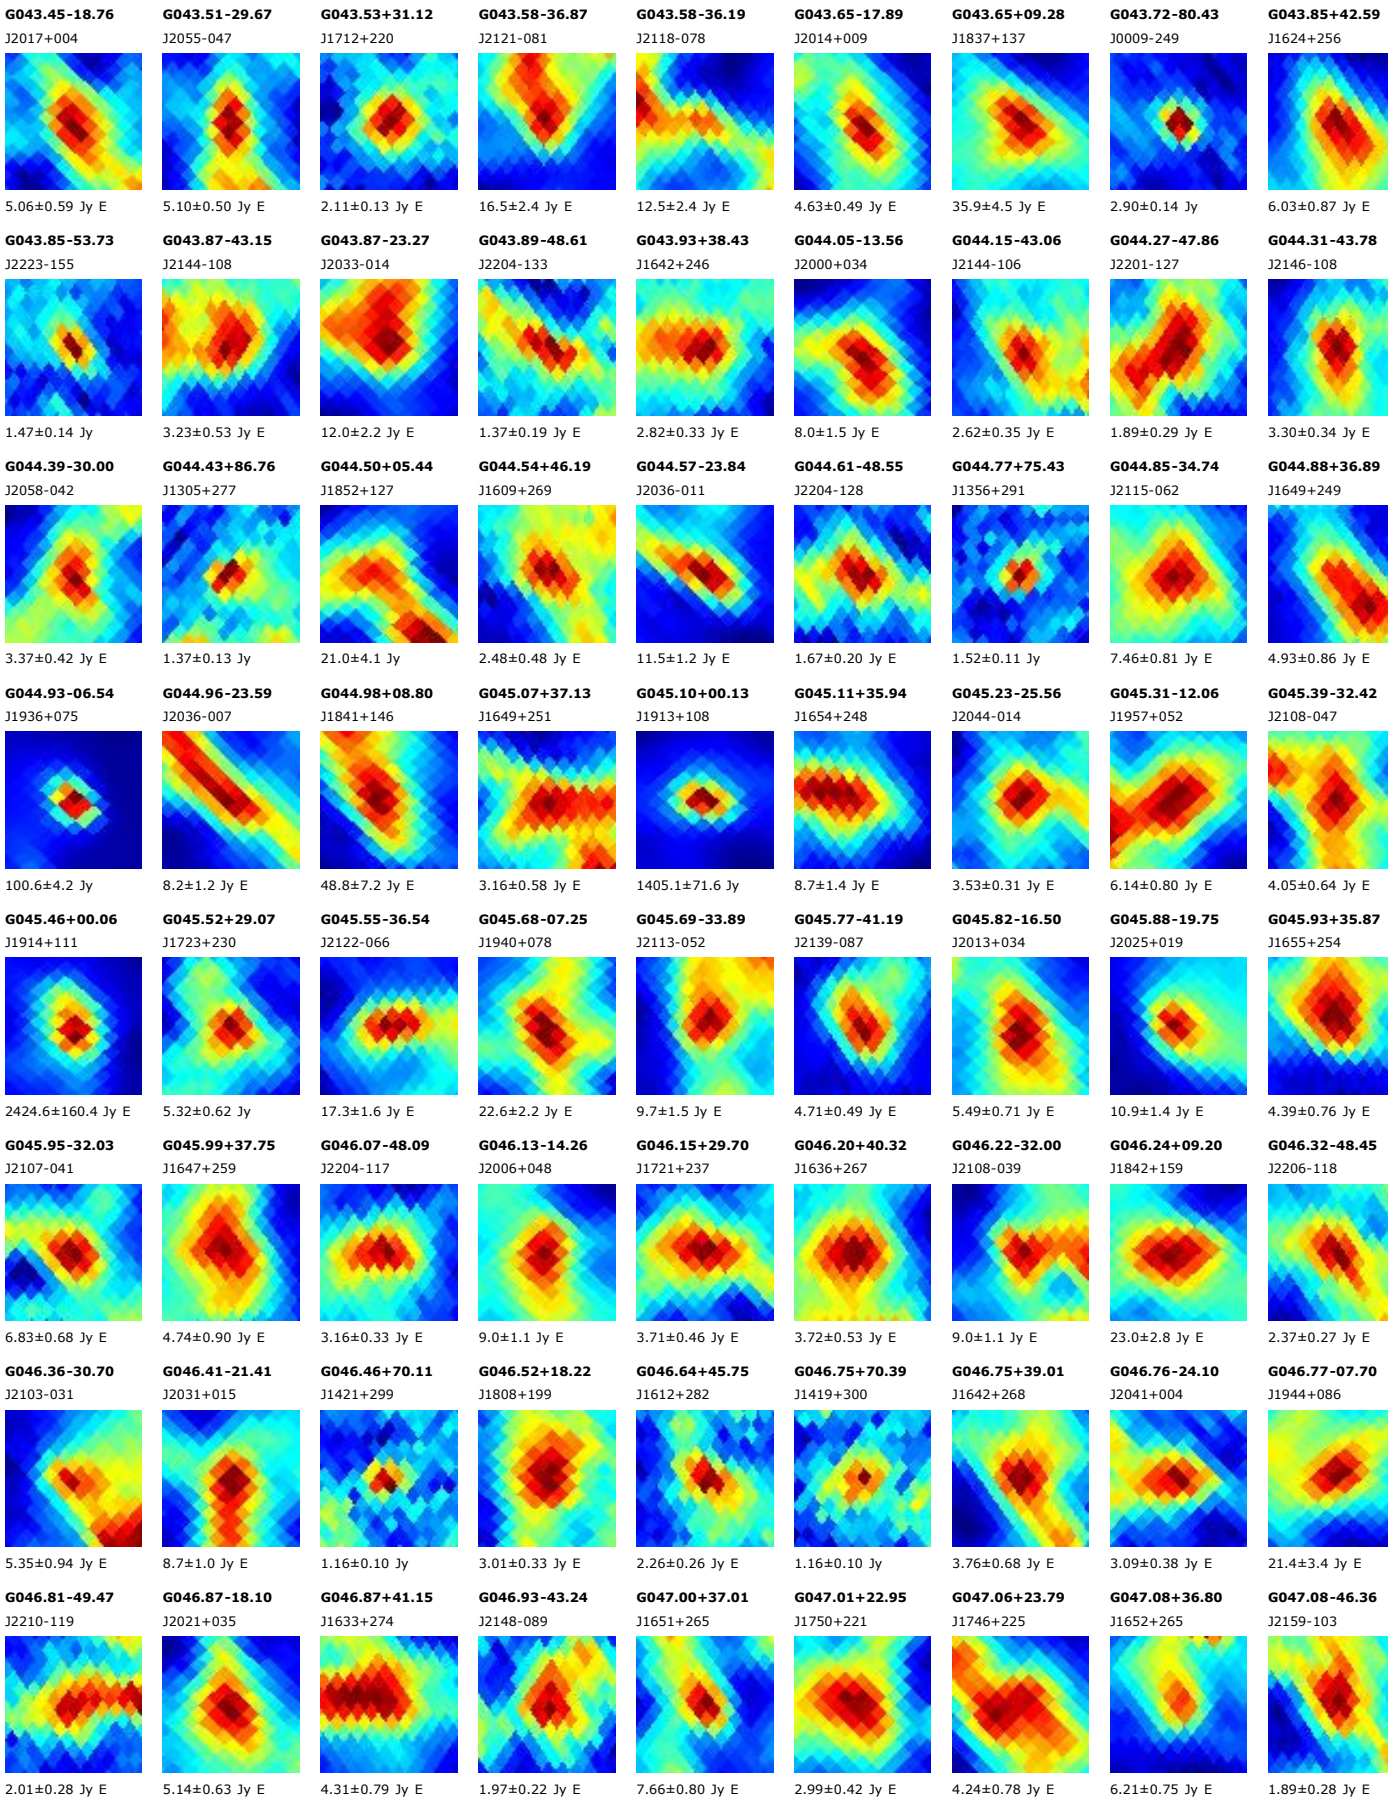 G043.45-18.76 G043.51-29.67 G043.53+31.12 G043.58-36.87 G043.58-36.19 G043.65-17.89 G043.65+09.28 G043.72-80.43 G043.85+42.59
J2017+004 J2055-047 J1712+220 J2121-081 J2118-078 J2014+009 J1837+137 J0009-249 J1624+256
5.06±0.59 Jy E 5.10±0.50 Jy E 2.11±0.13 Jy E 16.5±2.4 Jy E 12.5±2.4 Jy E 4.63±0.49 Jy E 35.9±4.5 Jy E 2.90±0.14 Jy 6.03±0.87 Jy E
G043.85-53.73 G043.87-43.15 G043.87-23.27 G043.89-48.61 G043.93+38.43 G044.05-13.56 G044.15-43.06 G044.27-47.86 G044.31-43.78
J2223-155 J2144-108 J2033-014 J2204-133 J1642+246 J2000+034 J2144-106 J2201-127 J2146-108
1.47±0.14 Jy 3.23±0.53 Jy E 12.0±2.2 Jy E 1.37±0.19 Jy E 2.82±0.33 Jy E 8.0±1.5 Jy E 2.62±0.35 Jy E 1.89±0.29 Jy E 3.30±0.34 Jy E
G044.39-30.00 G044.43+86.76 G044.50+05.44 G044.54+46.19 G044.57-23.84 G044.61-48.55 G044.77+75.43 G044.85-34.74 G044.88+36.89
J2058-042 J1305+277 J1852+127 J1609+269 J2036-011 J2204-128 J1356+291 J2115-062 J1649+249
3.37±0.42 Jy E 1.37±0.13 Jy 21.0±4.1 Jy 2.48±0.48 Jy E 11.5±1.2 Jy E 1.67±0.20 Jy E 1.52±0.11 Jy 7.46±0.81 Jy E 4.93±0.86 Jy E
G044.93-06.54 G044.96-23.59 G044.98+08.80 G045.07+37.13 G045.10+00.13 G045.11+35.94 G045.23-25.56 G045.31-12.06 G045.39-32.42
J1936+075 J2036-007 J1841+146 J1649+251 J1913+108 J1654+248 J2044-014 J1957+052 J2108-047
100.6±4.2 Jy 8.2±1.2 Jy E 48.8±7.2 Jy E 3.16±0.58 Jy E 1405.1±71.6 Jy 8.7±1.4 Jy E 3.53±0.31 Jy E 6.14±0.80 Jy E 4.05±0.64 Jy E
G045.46+00.06 G045.52+29.07 G045.55-36.54 G045.68-07.25 G045.69-33.89 G045.77-41.19 G045.82-16.50 G045.88-19.75 G045.93+35.87
J1914+111 J1723+230 J2122-066 J1940+078 J2113-052 J2139-087 J2013+034 J2025+019 J1655+254
2424.6±160.4 Jy E 5.32±0.62 Jy 17.3±1.6 Jy E 22.6±2.2 Jy E 9.7±1.5 Jy E 4.71±0.49 Jy E 5.49±0.71 Jy E 10.9±1.4 Jy E 4.39±0.76 Jy E
G045.95-32.03 G045.99+37.75 G046.07-48.09 G046.13-14.26 G046.15+29.70 G046.20+40.32 G046.22-32.00 G046.24+09.20 G046.32-48.45
J2107-041 J1647+259 J2204-117 J2006+048 J1721+237 J1636+267 J2108-039 J1842+159 J2206-118
6.83±0.68 Jy E 4.74±0.90 Jy E 3.16±0.33 Jy E 9.0±1.1 Jy E 3.71±0.46 Jy E 3.72±0.53 Jy E 9.0±1.1 Jy E 23.0±2.8 Jy E 2.37±0.27 Jy E
G046.36-30.70 G046.41-21.41 G046.46+70.11 G046.52+18.22 G046.64+45.75 G046.75+70.39 G046.75+39.01 G046.76-24.10 G046.77-07.70
J2103-031 J2031+015 J1421+299 J1808+199 J1612+282 J1419+300 J1642+268 J2041+004 J1944+086
5.35±0.94 Jy E 8.7±1.0 Jy E 1.16±0.10 Jy 3.01±0.33 Jy E 2.26±0.26 Jy E 1.16±0.10 Jy 3.76±0.68 Jy E 3.09±0.38 Jy E 21.4±3.4 Jy E
G046.81-49.47 G046.87-18.10 G046.87+41.15 G046.93-43.24 G047.00+37.01 G047.01+22.95 G047.06+23.79 G047.08+36.80 G047.08-46.36
J2210-119 J2021+035 J1633+274 J2148-089 J1651+265 J1750+221 J1746+225 J1652+265 J2159-103
2.01±0.28 Jy E 5.14±0.63 Jy E 4.31±0.79 Jy E 1.97±0.22 Jy E 7.66±0.80 Jy E 2.99±0.42 Jy E 4.24±0.78 Jy E 6.21±0.75 Jy E 1.89±0.28 Jy E